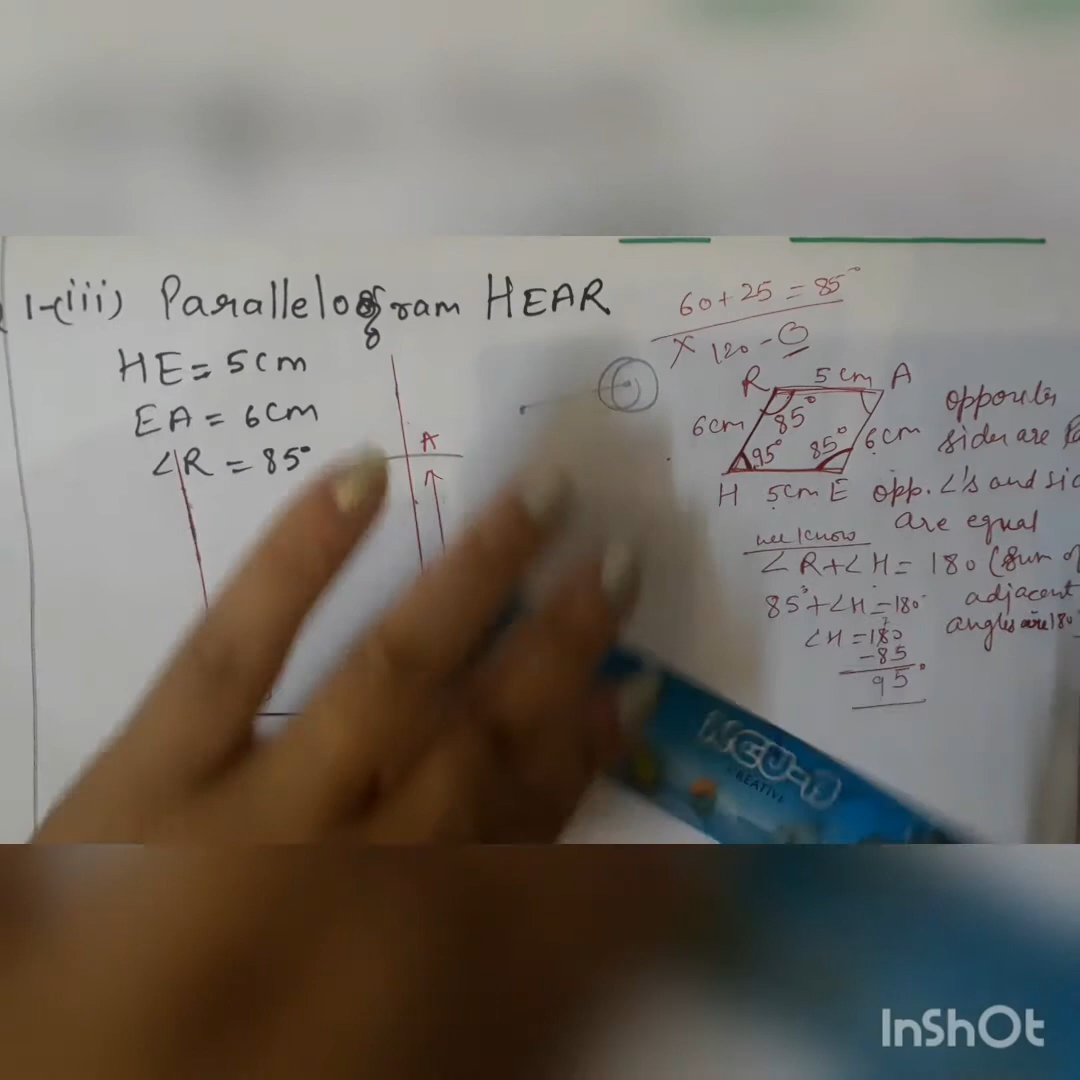 1-(iii) Parallelogram HEAR
HE = 5cm
EA = 6cm
∠R = 85°
A
60+25 = 85°
120 -
R 5cm A
6cm 85°
95° 85° 6cm
H 5cm E
opposites
sides are
opp. ∠'s and
are equal
we know
∠R+∠H = 180 (sum of
85°+∠H = 180° adjacent
angles are 180°
∠H = 180
-85
95°
CREATIVE
InShOt